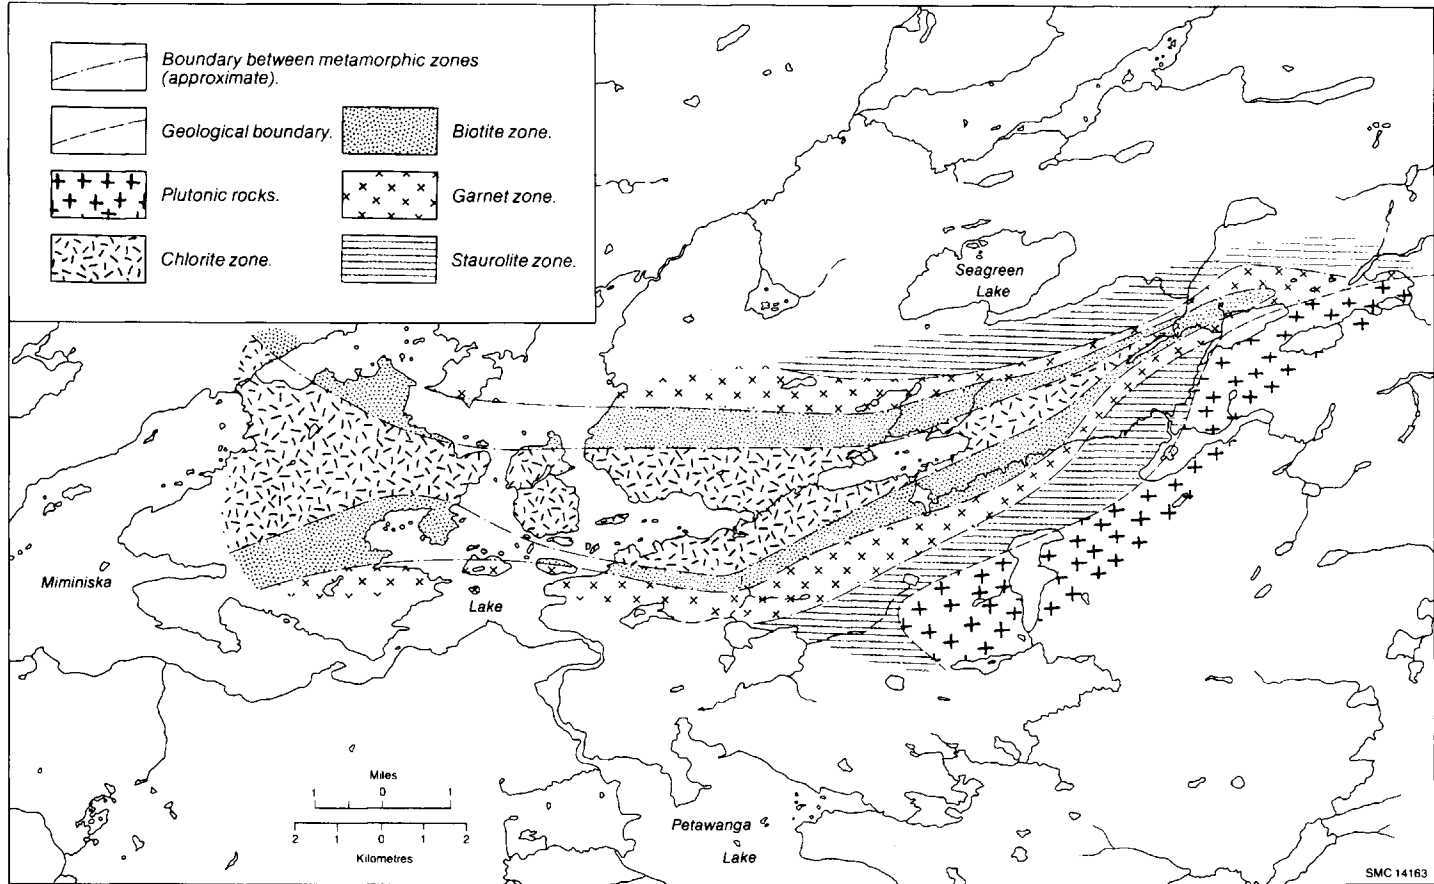 Boundary between metamorphic zones
(approximate).
Geological boundary.
Biotite zone.
Plutonic rocks.
Garnet zone.
Chlorite zone.
Staurolite zone.
Seagreen
Lake
Miminiska
Lake
Miles
1 0 1
2 1 0 1 2
Kilometres
Petawanga
Lake
SMC 14163